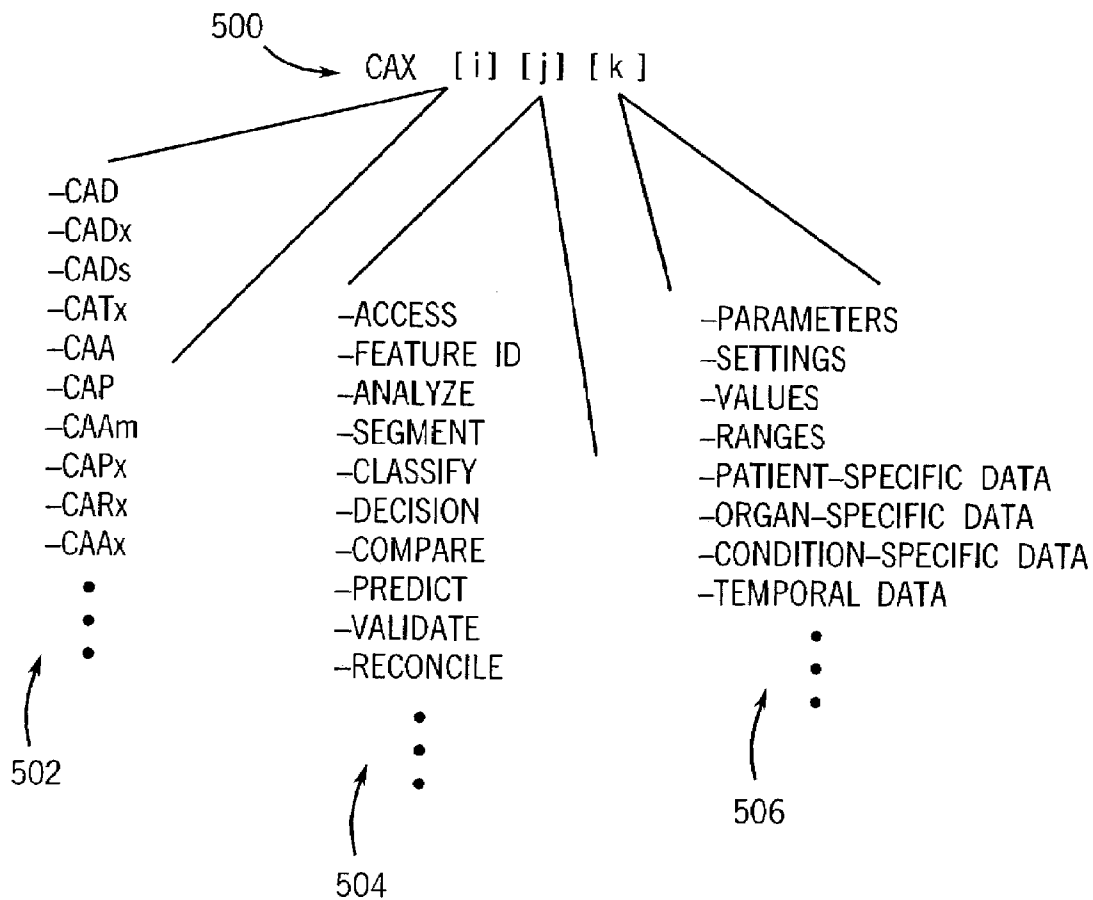 500
CAX [i] [j] [k]
–CAD
–CADx
–CADs
–CATx
–CAA
–CAP
–CAAm
–CAPx
–CARx
–CAAx
502
–ACCESS
–FEATURE ID
–ANALYZE
–SEGMENT
–CLASSIFY
–DECISION
–COMPARE
–PREDICT
–VALIDATE
–RECONCILE
504
–PARAMETERS
–SETTINGS
–VALUES
–RANGES
–PATIENT–SPECIFIC DATA
–ORGAN–SPECIFIC DATA
–CONDITION–SPECIFIC DATA
–TEMPORAL DATA
506